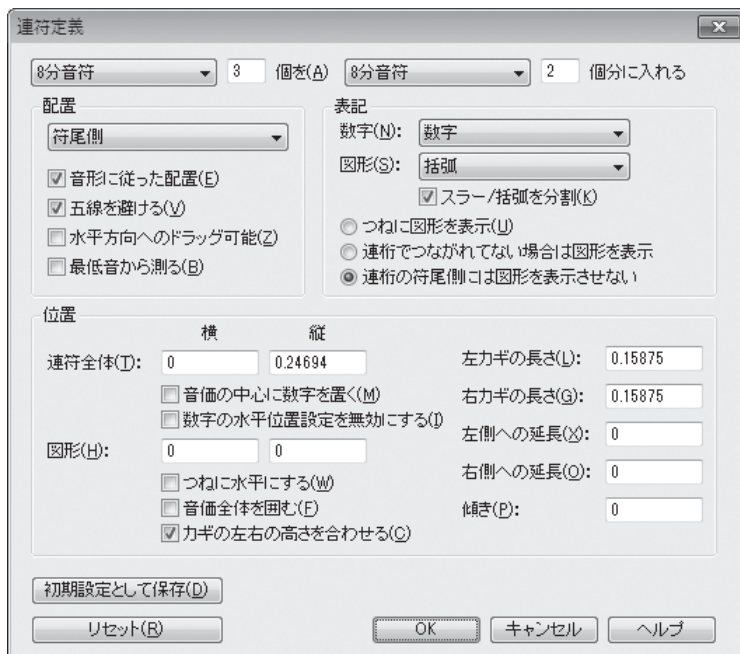 連符定義
8分音符 3 個を(A) 8分音符 2 個分に入れる
配置
符尾側
音形に従った配置(E)
五線を避ける(V)
水平方向へのドラッグ可能(Z)
最低音から測る(B)
表記
数字(N): 数字
図形(S): 括弧
スラー/括弧を分割(K)
つねに図形を表示(U)
連桁でつながれてない場合は図形を表示
連桁の符尾側には図形を表示させない
位置
横 縦
連符全体(T): 0 0.24694
音価の中心に数字を置く(M)
数字の水平位置設定を無効にする(I)
図形(H): 0 0
つねに水平にする(W)
音価全体を囲む(F)
カギの左右の高さを合わせる(C)
左カギの長さ(L): 0.15875
右カギの長さ(G): 0.15875
左側への延長(X): 0
右側への延長(O): 0
傾き(P): 0
初期設定として保存(D)
リセット(R) OK キャンセル ヘルプ